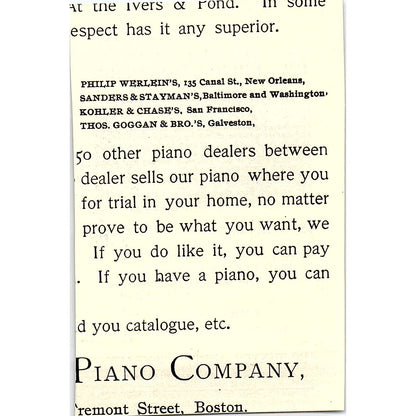 At the Ivers & Pond. In some
respect has it any superior.
PHILIP WERLEIN'S, 135 Canal St., New Orleans,
SANDERS & STAYMAN'S, Baltimore and Washington,
KOHLER & CHASE'S, San Francisco,
THOS. GOGGAN & BRO.'S, Galveston,
50 other piano dealers between
dealer sells our piano where you
for trial in your home, no matter
prove to be what you want, we
If you do like it, you can pay
. If you have a piano, you can
d you catalogue, etc.
PIANO COMPANY,
Tremont Street, Boston.